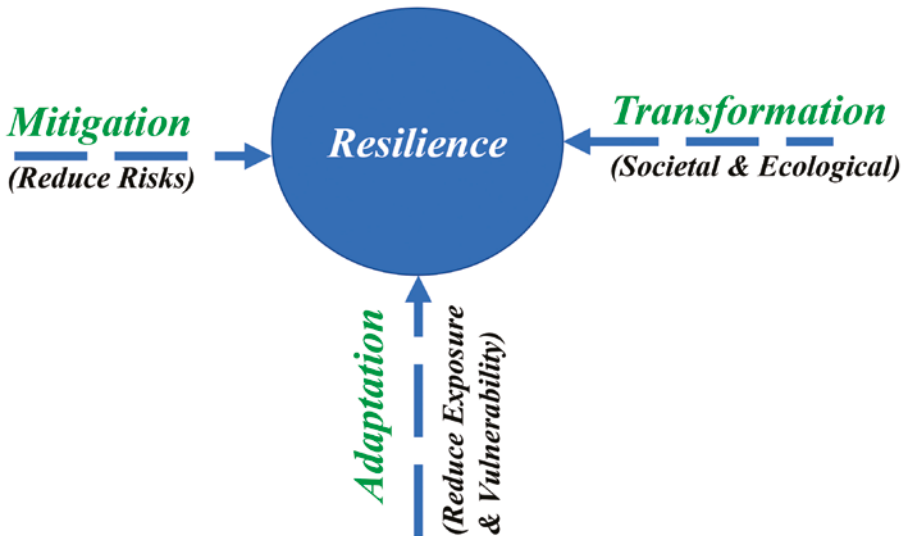 Mitigation
(Reduce Risks)
Resilience
Transformation
(Societal & Ecological)
Adaptation
(Reduce Exposure
& Vulnerability)